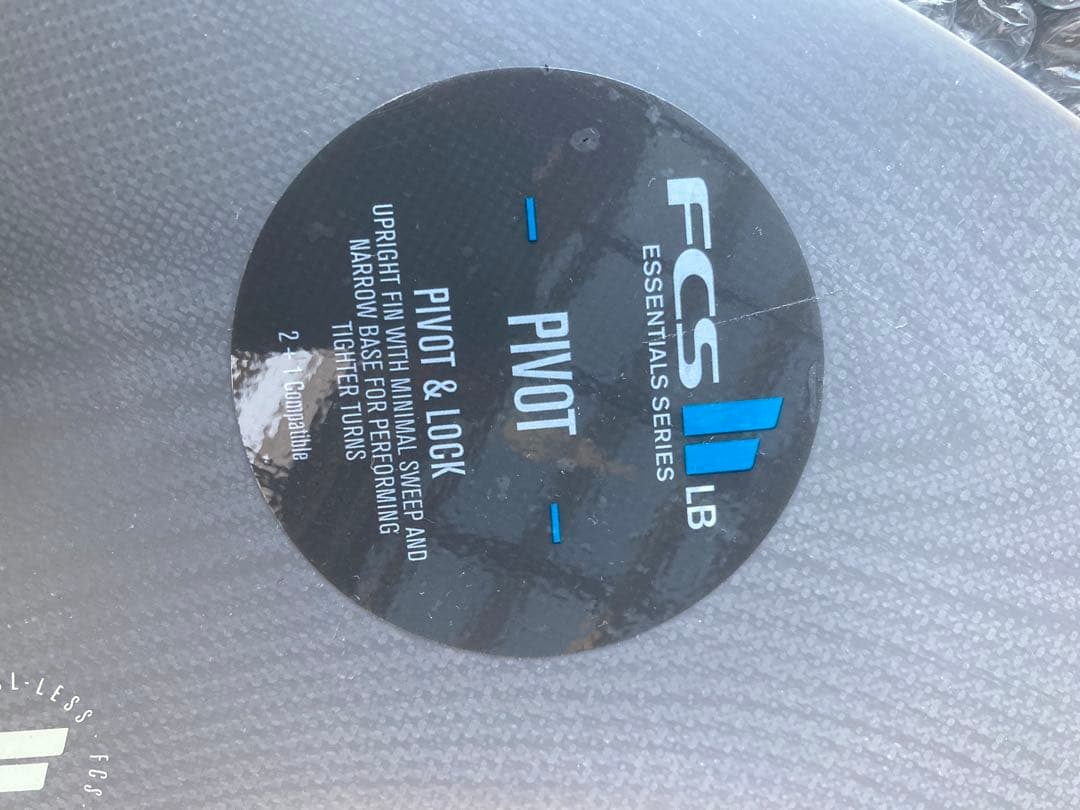 FCS II LB
ESSENTIALS SERIES
PIVOT
PIVOT & LOCK
UPRIGHT FIN WITH MINIMAL SWEEP AND
NARROW BASE FOR PERFORMING
TIGHTER TURNS
2 + 1 Compatible
L-LESS · FCS